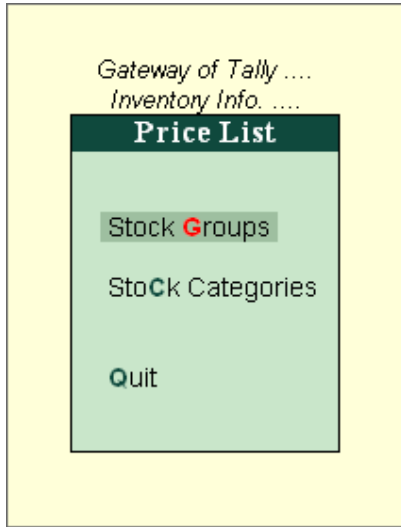 Gateway of Tally ....
Inventory Info. ....
Price List
Stock Groups
StoCk Categories
Quit